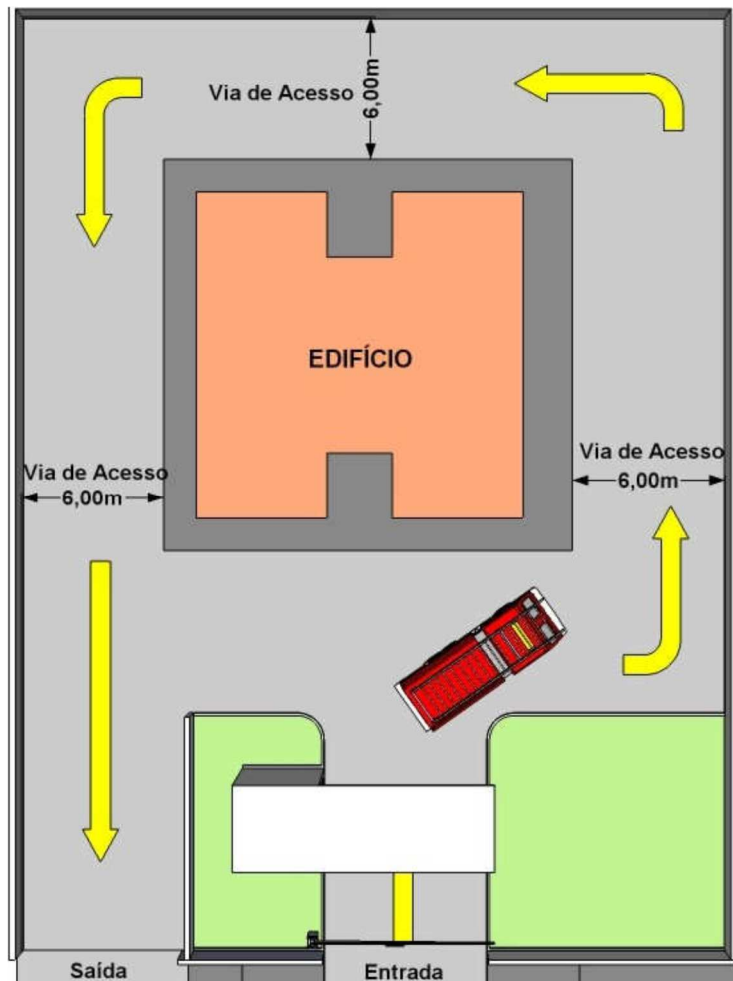 Via de Acesso
6,00m
EDIFÍCIO
Via de Acesso
6,00m
Via de Acesso
6,00m
Saída
Entrada